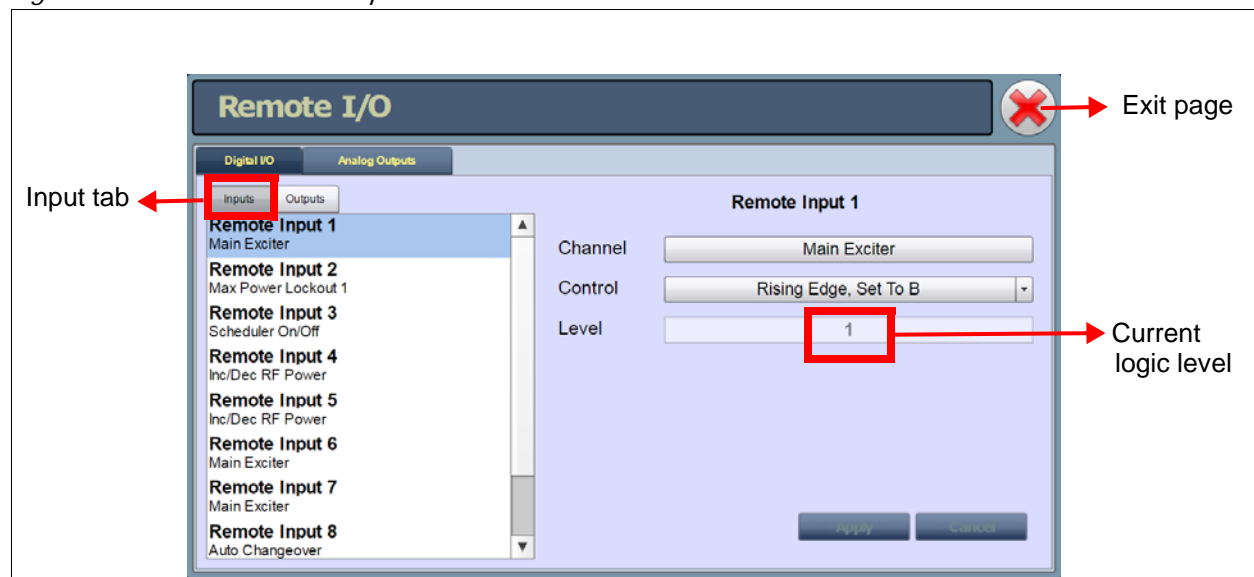 Remote I/O
Exit page
Digital I/O
Analog Outputs
Input tab
Inputs
Outputs
Remote Input 1
Main Exciter
Remote Input 2
Max Power Lockout 1
Remote Input 3
Scheduler On/Off
Remote Input 4
Inc/Dec RF Power
Remote Input 5
Inc/Dec RF Power
Remote Input 6
Main Exciter
Remote Input 7
Main Exciter
Remote Input 8
Auto Changeover
Remote Input 1
Channel
Main Exciter
Control
Rising Edge, Set To B
Level
1
Current
logic level
Apply
Cancel